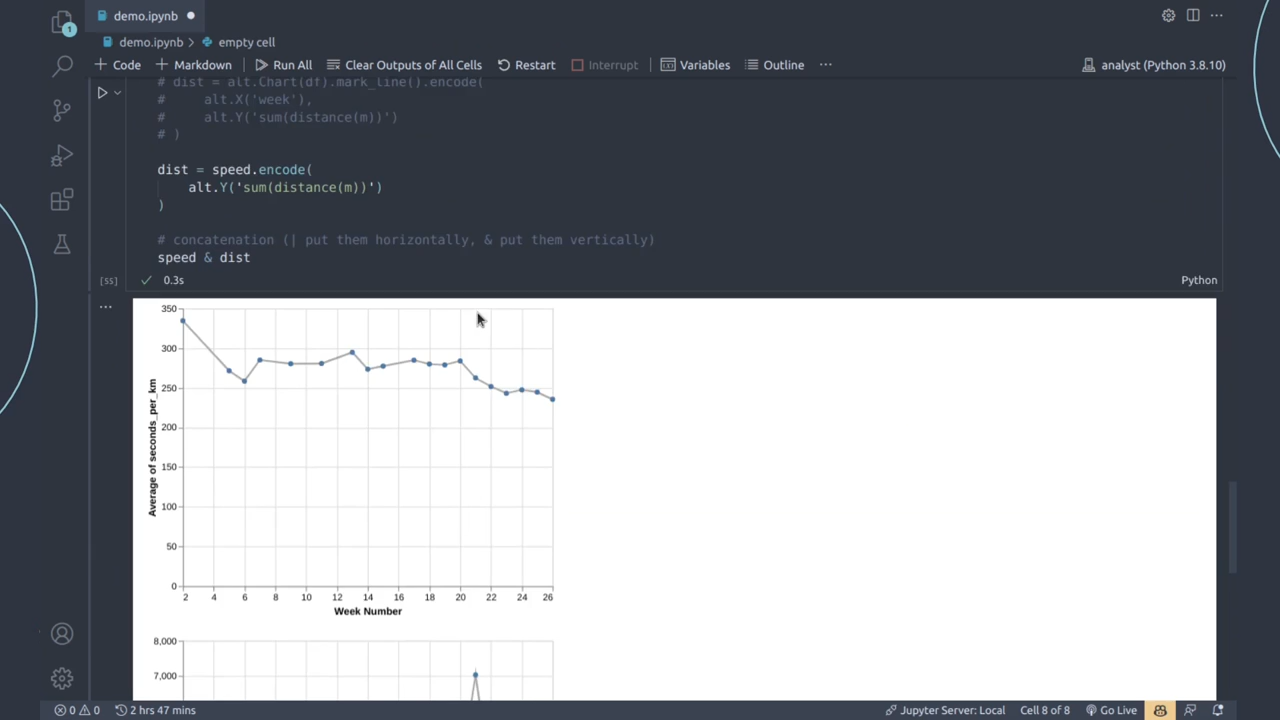 demo.ipynb
demo.ipynb > empty cell
+ Code + Markdown Run All Clear Outputs of All Cells Restart Interrupt Variables Outline ... analyst (Python 3.8.10)
# dist = alt.Chart(df).mark_line().encode(
#     alt.X('week'),
#     alt.Y('sum(distance(m))')
# )
dist = speed.encode(
    alt.Y('sum(distance(m))')
)
# concatenation (| put them horizontally, & put them vertically)
speed & dist
[55] 0.3s Python
350
300
250
200
150
100
50
0
Average of seconds_per_km
2 4 6 8 10 12 14 16 18 20 22 24 26
Week Number
8,000
7,000
1
0 0 2 hrs 47 mins Jupyter Server: Local Cell 8 of 8 Go Live